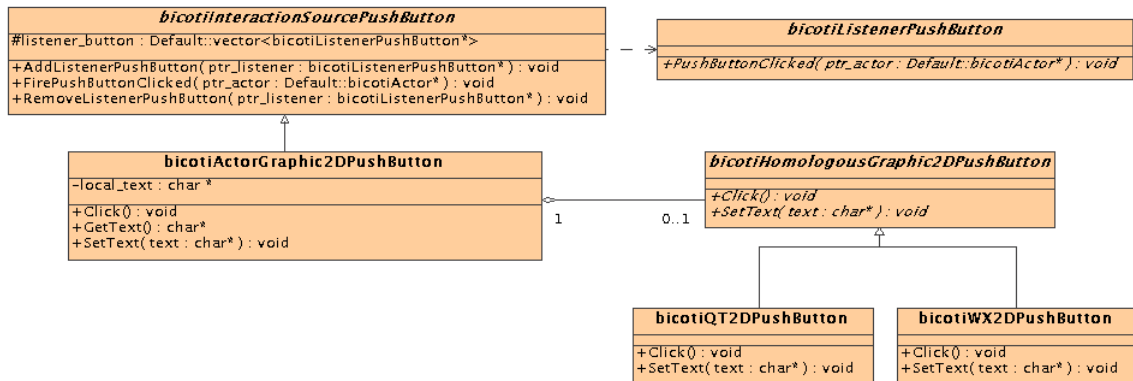 bicotiInteractionSourcePushButton
#listener_button : Default::vector<bicotiListenerPushButton*>
+AddListenerPushButton( ptr_listener : bicotiListenerPushButton* ) : void
+FirePushButtonClicked( ptr_actor : Default::bicotiActor* ) : void
+RemoveListenerPushButton( ptr_listener : bicotiListenerPushButton* ) : void
bicotiListenerPushButton
+PushButtonClicked( ptr_actor : Default::bicotiActor* ) : void
bicotiActorGraphic2DPushButton
-local_text : char *
+Click() : void
+GetText() : char*
+SetText( text : char* ) : void
1
0..1
bicotiHomologousGraphic2DPushButton
+Click() : void
+SetText( text : char* ) : void
bicotiQT2DPushButton
+Click() : void
+SetText( text : char* ) : void
bicotiWX2DPushButton
+Click() : void
+SetText( text : char* ) : void